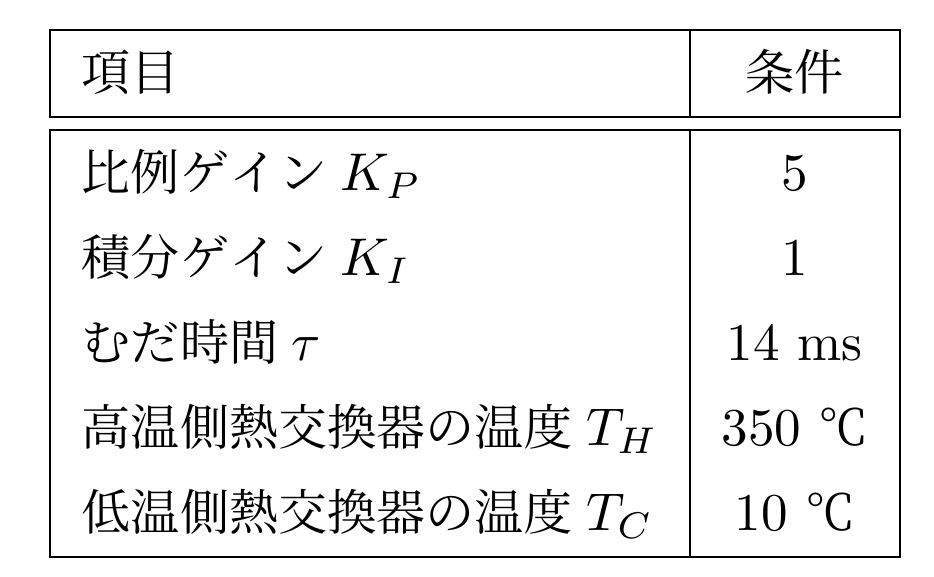 項目 条件
比例ゲイン K_P 5
積分ゲイン K_I 1
むだ時間 τ 14 ms
高温側熱交換器の温度 T_H 350 ℃
低温側熱交換器の温度 T_C 10 ℃